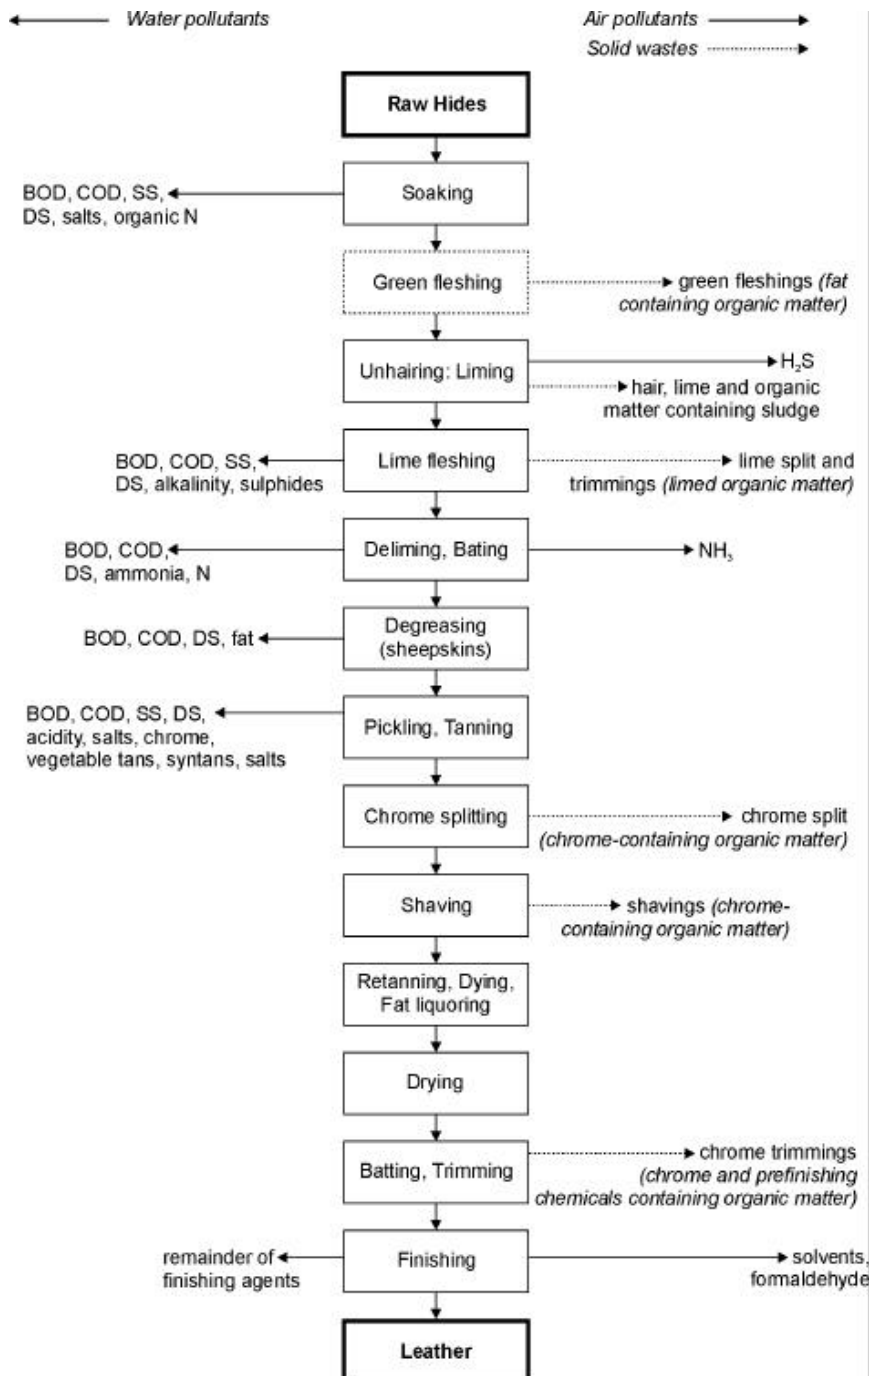 Water pollutants
Air pollutants
Solid wastes
Raw Hides
Soaking
BOD, COD, SS,
DS, salts, organic N
Green fleshing
green fleshings (fat
containing organic matter)
Unhairing: Liming
H₂S
hair, lime and organic
matter containing sludge
BOD, COD, SS,
DS, alkalinity, sulphides
Lime fleshing
lime split and
trimmings (limed organic matter)
BOD, COD,
DS, ammonia, N
Deliming, Bating
NH₃
BOD, COD, DS, fat
Degreasing
(sheepskins)
BOD, COD, SS, DS,
acidity, salts, chrome,
vegetable tans, syntans, salts
Pickling, Tanning
Chrome splitting
chrome split
(chrome-containing organic matter)
Shaving
shavings (chrome-
containing organic matter)
Retanning, Dying,
Fat liquoring
Drying
Batting, Trimming
chrome trimmings
(chrome and prefinishing
chemicals containing organic matter)
remainder of
finishing agents
Finishing
solvents,
formaldehyde
Leather